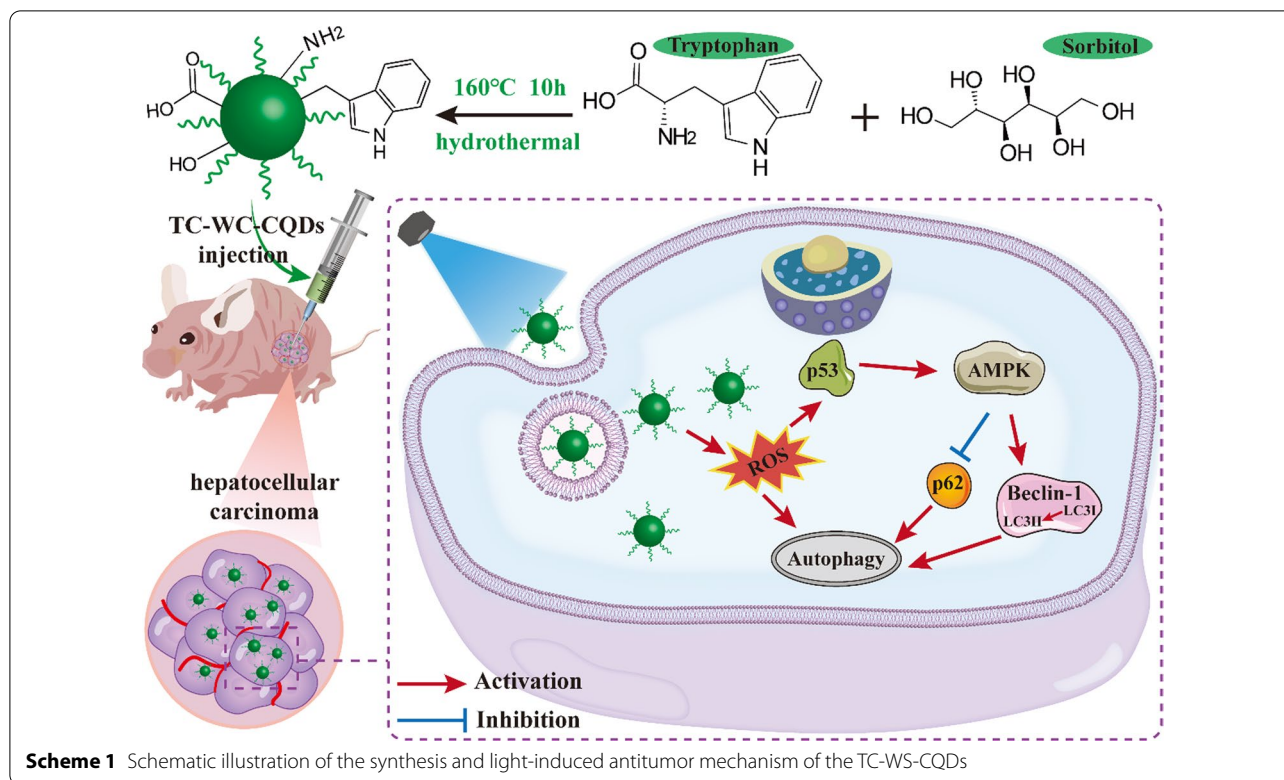 NH2
O
HO
HO
N
H
160℃ 10h
hydrothermal
Tryptophan
O
HO
NH2
N
H
+
Sorbitol
HO
OH
OH
HO
OH
OH
TC-WC-CQDs
injection
hepatocellular
carcinoma
p53
AMPK
ROS
p62
Beclin-1
LC3II
LC3I
Autophagy
Activation
Inhibition
Scheme 1 Schematic illustration of the synthesis and light-induced antitumor mechanism of the TC-WS-CQDs